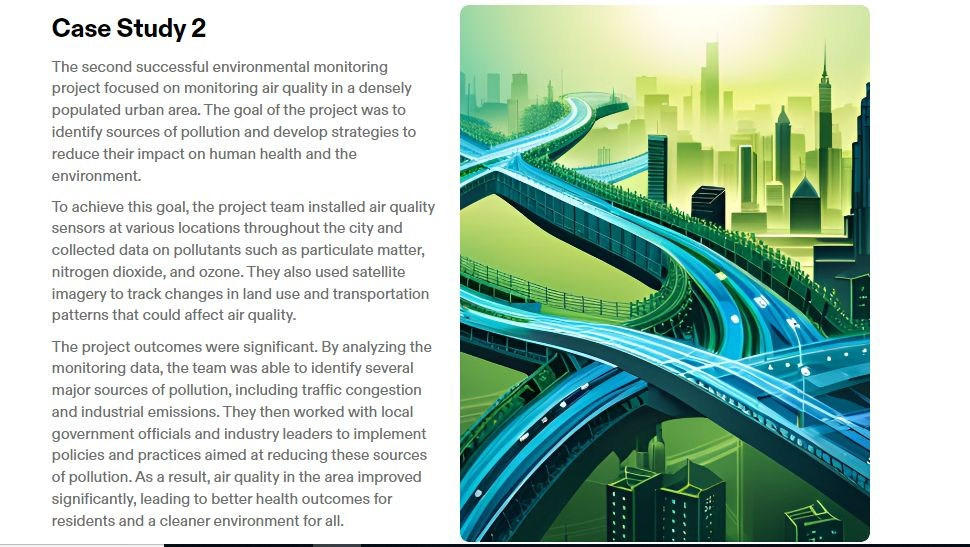 Case Study 2
The second successful environmental monitoring
project focused on monitoring air quality in a densely
populated urban area. The goal of the project was to
identify sources of pollution and develop strategies to
reduce their impact on human health and the
environment.
To achieve this goal, the project team installed air quality
sensors at various locations throughout the city and
collected data on pollutants such as particulate matter,
nitrogen dioxide, and ozone. They also used satellite
imagery to track changes in land use and transportation
patterns that could affect air quality.
The project outcomes were significant. By analyzing the
monitoring data, the team was able to identify several
major sources of pollution, including traffic congestion
and industrial emissions. They then worked with local
government officials and industry leaders to implement
policies and practices aimed at reducing these sources
of pollution. As a result, air quality in the area improved
significantly, leading to better health outcomes for
residents and a cleaner environment for all.